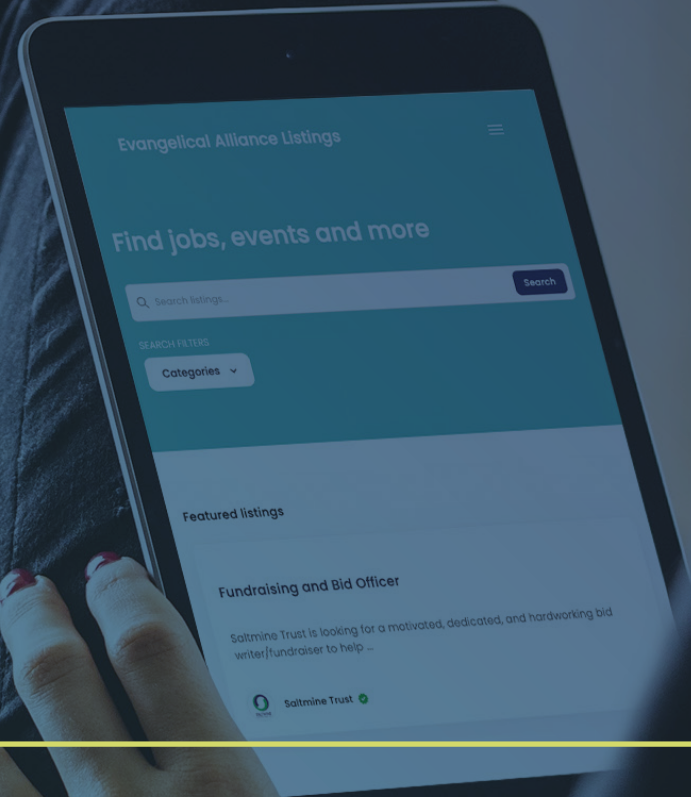 Evangelical Alliance Listings
Find jobs, events and more
Search listings...
Search
SEARCH FILTERS
Categories
Featured listings
Fundraising and Bid Officer
Saltmine Trust is looking for a motivated, dedicated, and hardworking bid
writer/fundraiser to help ...
Saltmine Trust